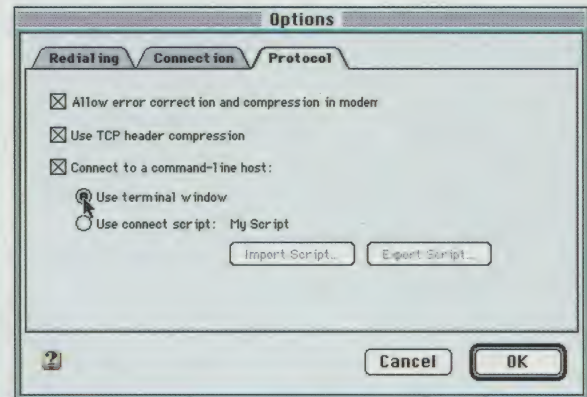 Options
Redialing Connection Protocol
Allow error correction and compression in modem
Use TCP header compression
Connect to a command-line host:
Use terminal window
Use connect script: My Script
Import Script... Export Script...
?
Cancel OK